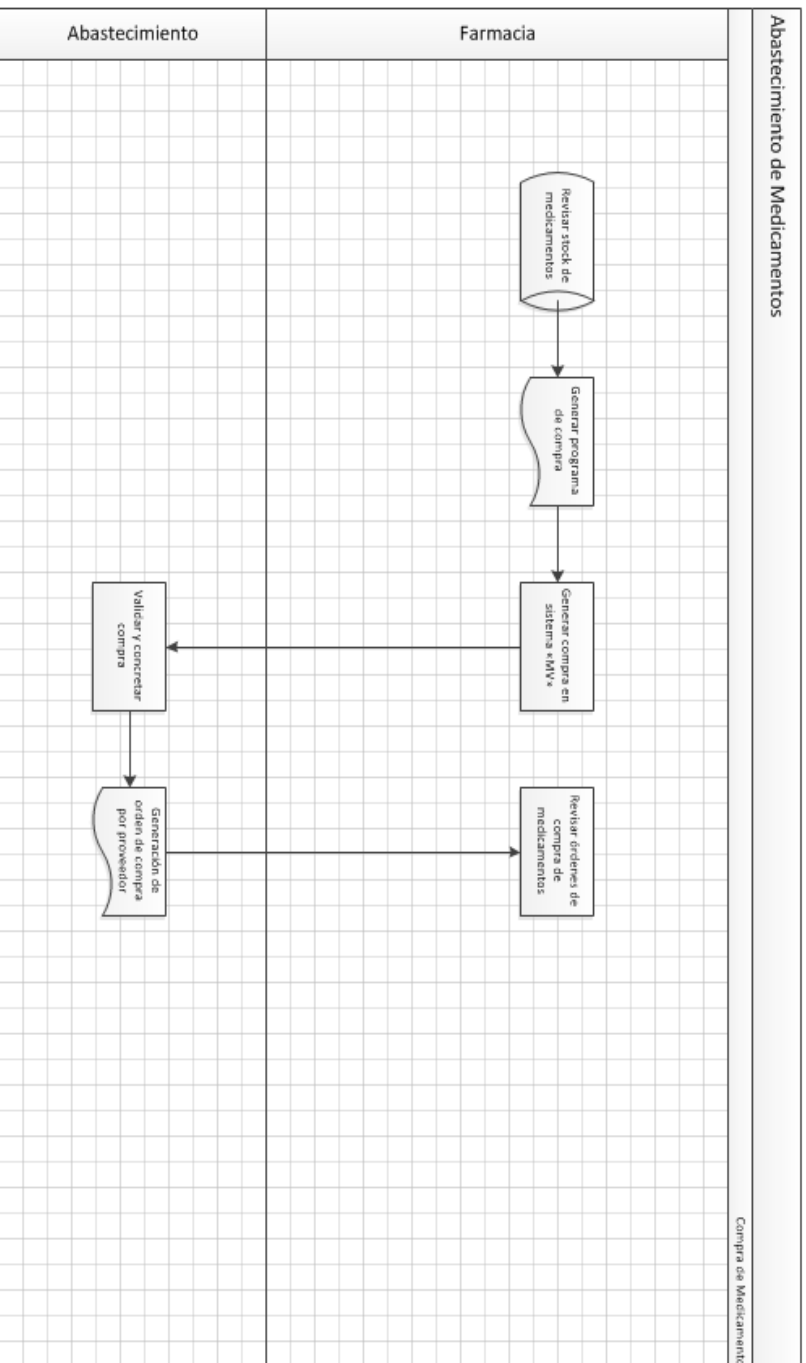 Abastecimiento de Medicamentos
Compra de Medicamento
Farmacia
Abastecimiento
Revisar stock de
medicamentos
Generar programa
de compra
Generar compra en
sistema «MV»
Validar y concretar
compra
Generación de
orden de compra
por proveedor
Revisar órdenes de
compra de
medicamentos